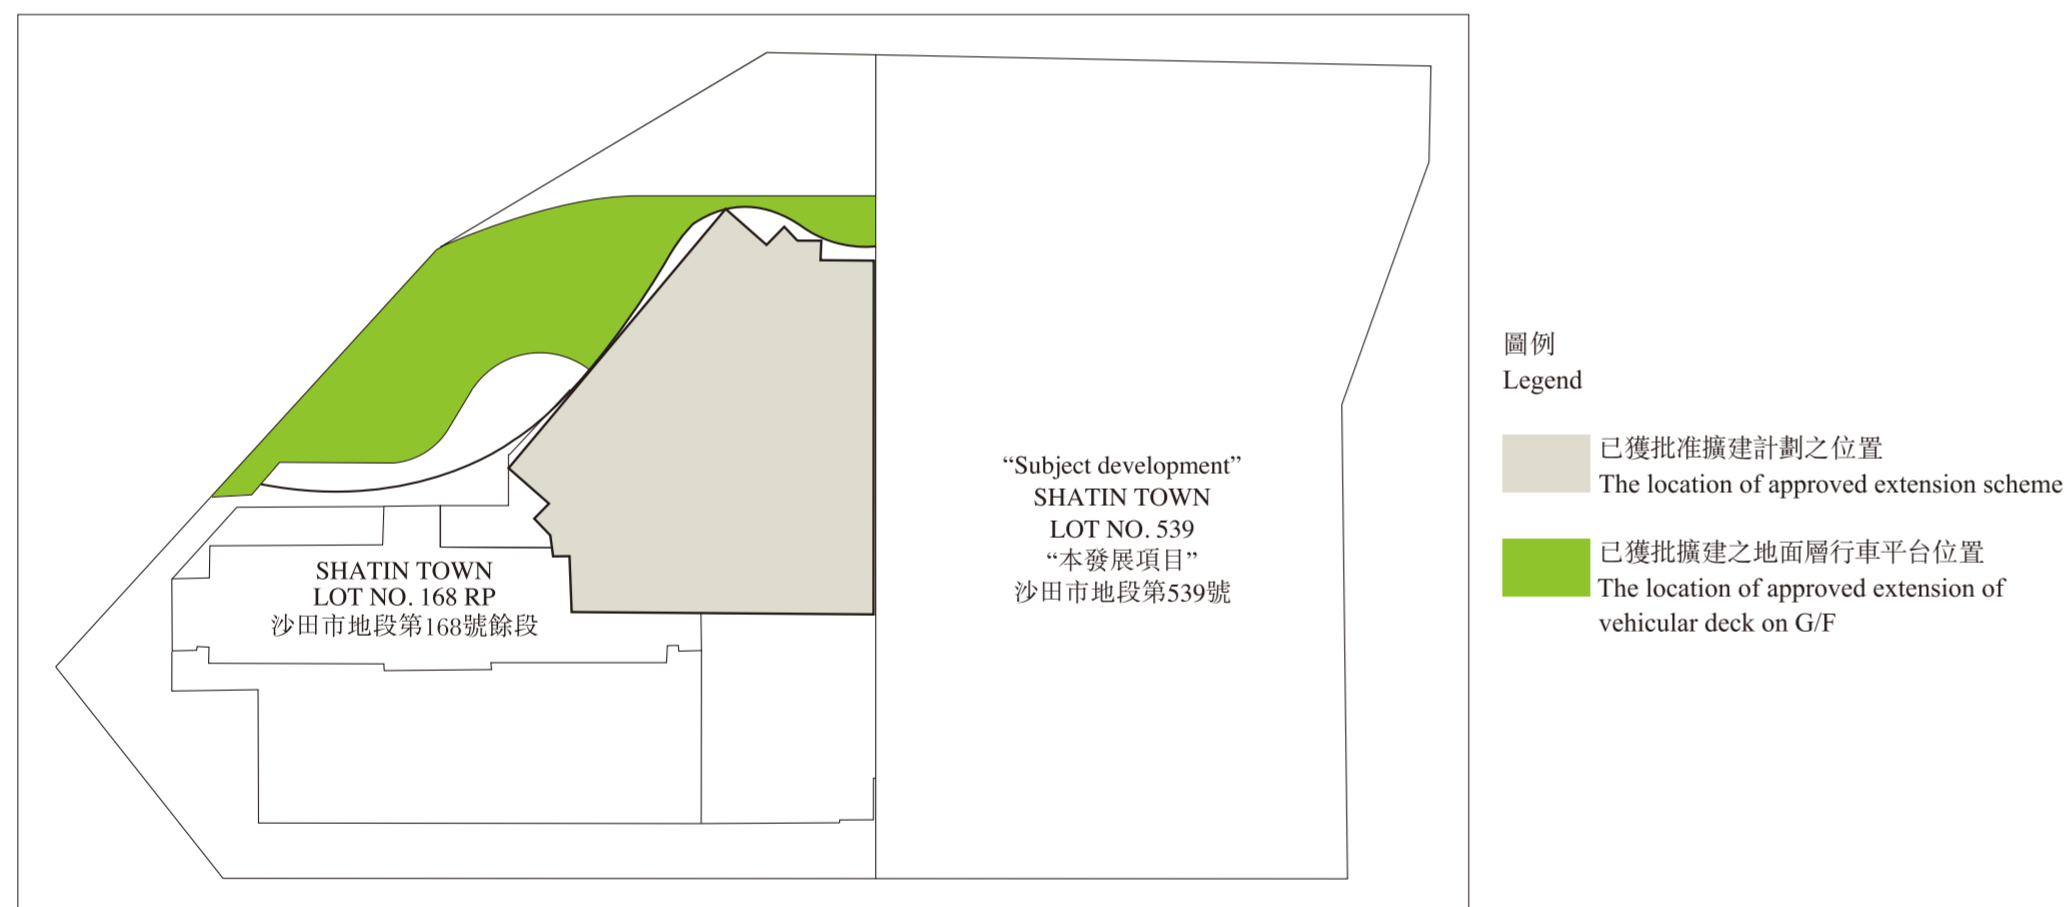 SHATIN TOWN
LOT NO. 168 RP
沙田市地段第168號餘段
“Subject development”
SHATIN TOWN
LOT NO. 539
“本發展項目”
沙田市地段第539號
圖例
Legend
已獲批准擴建計劃之位置
The location of approved extension scheme
已獲批擴建之地面層行車平台位置
The location of approved extension of
vehicular deck on G/F